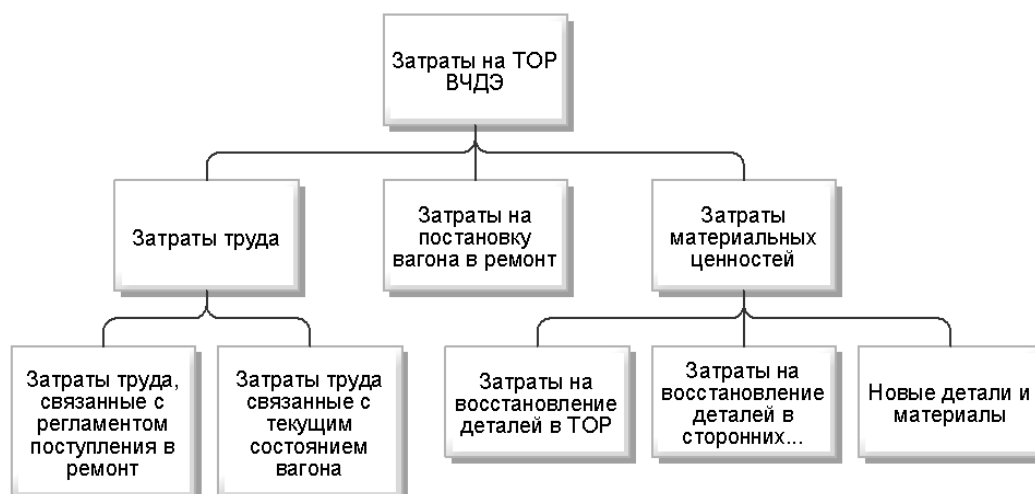 Затраты на ТОР
ВЧДЭ
Затраты труда
Затраты на
постановку
вагона в ремонт
Затраты
материальных
ценностей
Затраты труда,
связанные с
регламентом
поступления в
ремонт
Затраты труда
связанные с
текущим
состоянием
вагона
Затраты на
восстановление
деталей в ТОР
Затраты на
восстановление
деталей в
сторонних...
Новые детали и
материалы